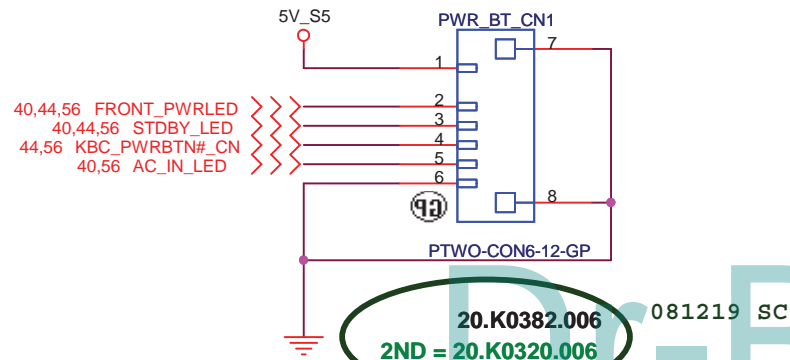 5V_S5
PWR_BT_CN1
7
1
40,44,56 FRONT_PWRLED 2
40,44,56 STDBY_LED 3
44,56 KBC_PWRBTN#_CN 4
40,56 AC_IN_LED 5
6
8
GP
PTWO-CON6-12-GP
20.K0382.006
081219 SC
2ND = 20.K0320.006